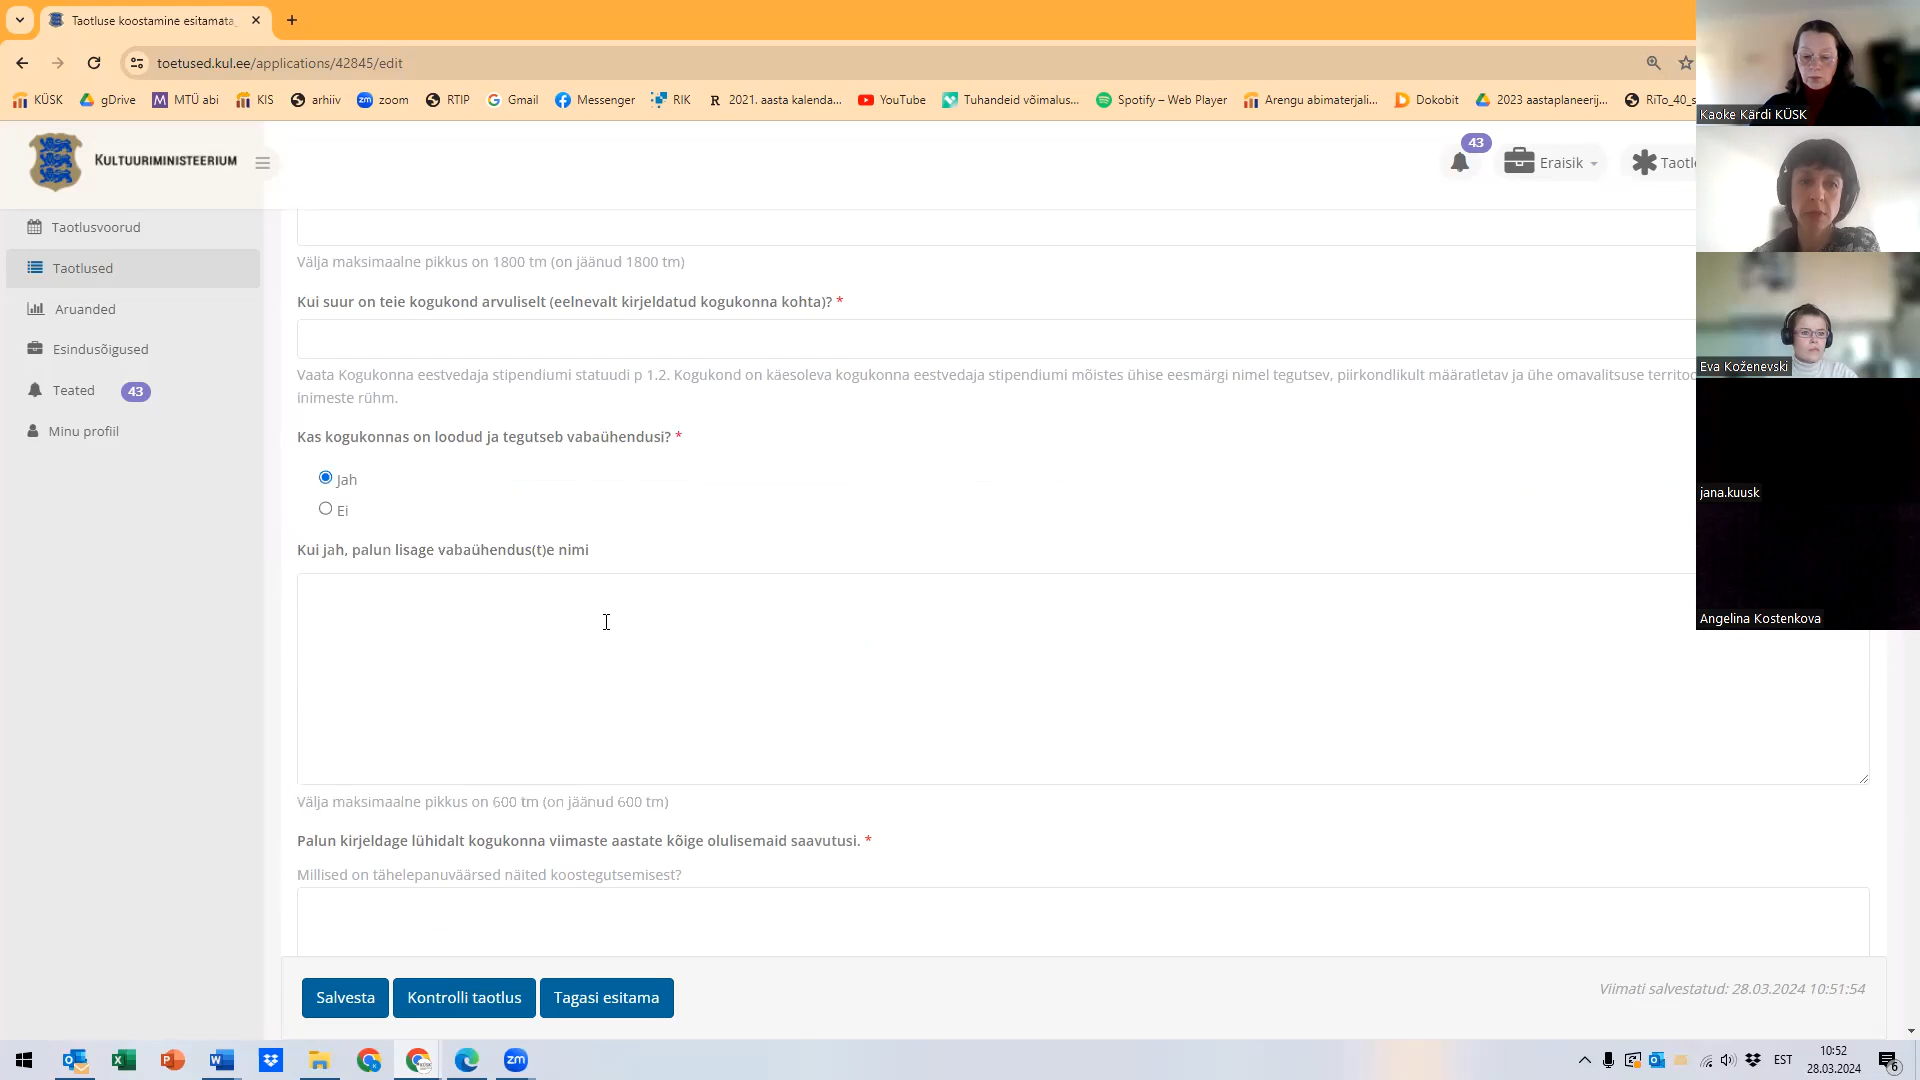 Taotluse koostamine esitamata
toetused.kul.ee/applications/42845/edit
KÜSK
gDrive
MTÜ abi
KIS
arhiiv
zoom
RTIP
Gmail
Messenger
RIK
2021. aasta kalenda...
YouTube
Tuhandeid võimalus...
Spotify – Web Player
Arengu abimaterjali...
Dokobit
2023 aastaplaneerij...
RiTo_40_s
Kaoke Kärdi KÜSK
KULTUURIMINISTEERIUM
43
Eraisik
Taotl
Taotlusvoorud
Taotlused
Aruanded
Esindusõigused
Teated 43
Minu profiil
Välja maksimaalne pikkus on 1800 tm (on jäänud 1800 tm)
Kui suur on teie kogukond arvuliselt (eelnevalt kirjeldatud kogukonna kohta)? *
Vaata Kogukonna eestvedaja stipendiumi statuudi p 1.2. Kogukond on käesoleva kogukonna eestvedaja stipendiumi mõistes ühise eesmärgi nimel tegutsev, piirkondlikult määratletav ja ühe omavalitsuse territoo
inimeste rühm.
Eva Koženevski
Kas kogukonnas on loodud ja tegutseb vabaühendusi? *
Jah
Ei
jana.kuusk
Kui jah, palun lisage vabaühendus(t)e nimi
Angelina Kostenkova
Välja maksimaalne pikkus on 600 tm (on jäänud 600 tm)
Palun kirjeldage lühidalt kogukonna viimaste aastate kõige olulisemaid saavutusi. *
Millised on tähelepanuväärsed näited koostegutsemisest?
Salvesta
Kontrolli taotlus
Tagasi esitama
Viimati salvestatud: 28.03.2024 10:51:54
EST
10:52
28.03.2024
6